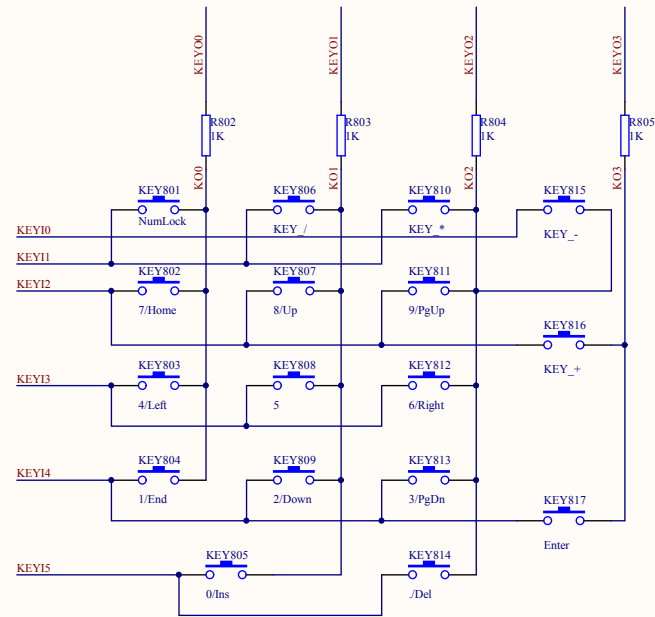 KEYO0 KEYO1 KEYO2 KEYO3
R802 R803 R804 R805
1K 1K 1K 1K
KO0 KO1 KO2 KO3
KEY801 KEY806 KEY810 KEY815
NumLock KEY_/ KEY_* KEY_-
KEYI0
KEYI1
KEYI2
KEY802 KEY807 KEY811
7/Home 8/Up 9/PgUp
KEY816
KEY_+
KEY803 KEY808 KEY812
KEYI3
4/Left 5 6/Right
KEY804 KEY809 KEY813
KEYI4
1/End 2/Down 3/PgDn
KEY817
Enter
KEY805 KEY814
KEYI5
0/Ins ./Del